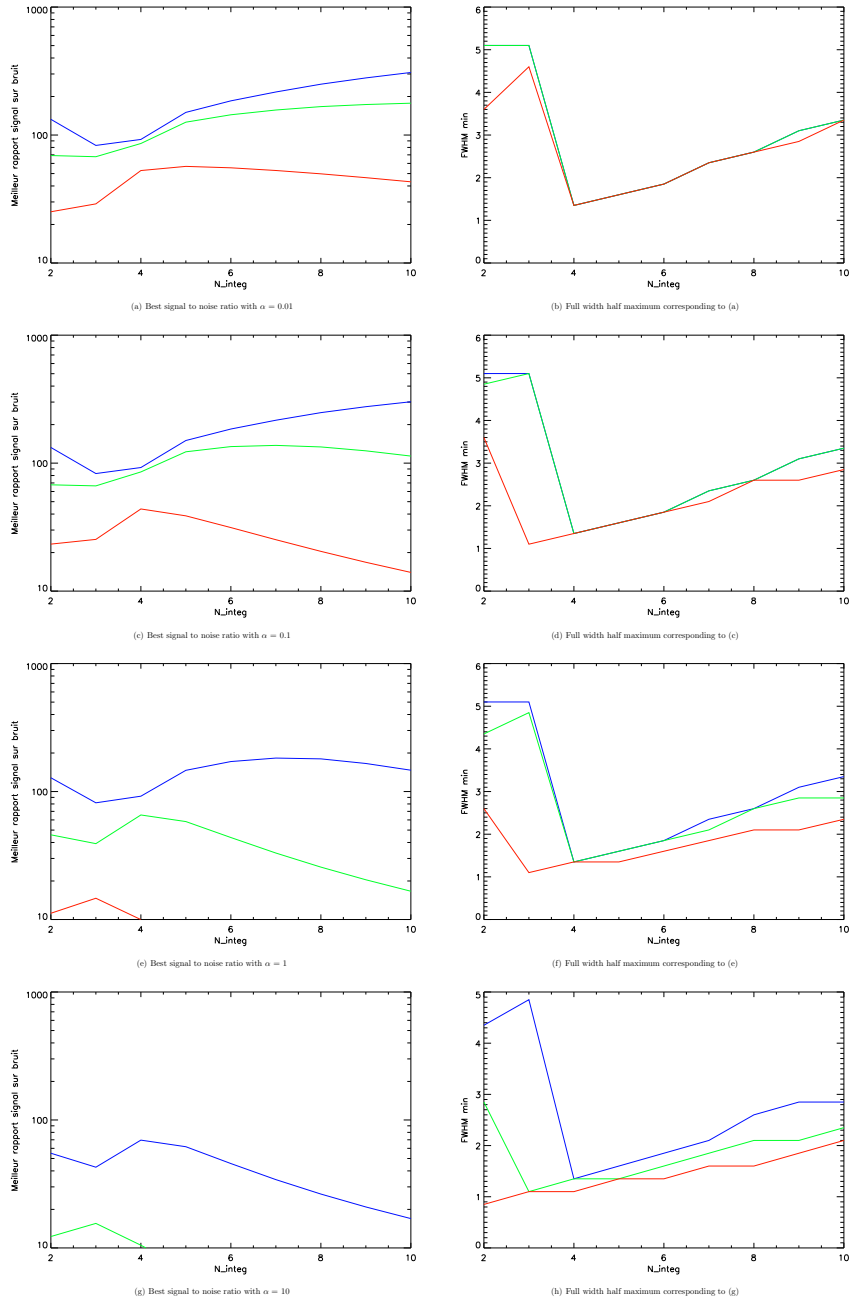 1000
100
10
Meilleur rapport signal sur bruit
2 4 6 8 10
N_integ
(a) Best signal to noise ratio with α = 0.01
6
5
4
3
2
1
0
FWHM min
2 4 6 8 10
N_integ
(b) Full width half maximum corresponding to (a)
1000
100
10
Meilleur rapport signal sur bruit
2 4 6 8 10
N_integ
(c) Best signal to noise ratio with α = 0.1
6
5
4
3
2
1
0
FWHM min
2 4 6 8 10
N_integ
(d) Full width half maximum corresponding to (c)
1000
100
10
Meilleur rapport signal sur bruit
2 4 6 8 10
N_integ
(e) Best signal to noise ratio with α = 1
6
5
4
3
2
1
0
FWHM min
2 4 6 8 10
N_integ
(f) Full width half maximum corresponding to (e)
1000
100
10
Meilleur rapport signal sur bruit
2 4 6 8 10
N_integ
(g) Best signal to noise ratio with α = 10
5
4
3
2
1
0
FWHM min
2 4 6 8 10
N_integ
(h) Full width half maximum corresponding to (g)